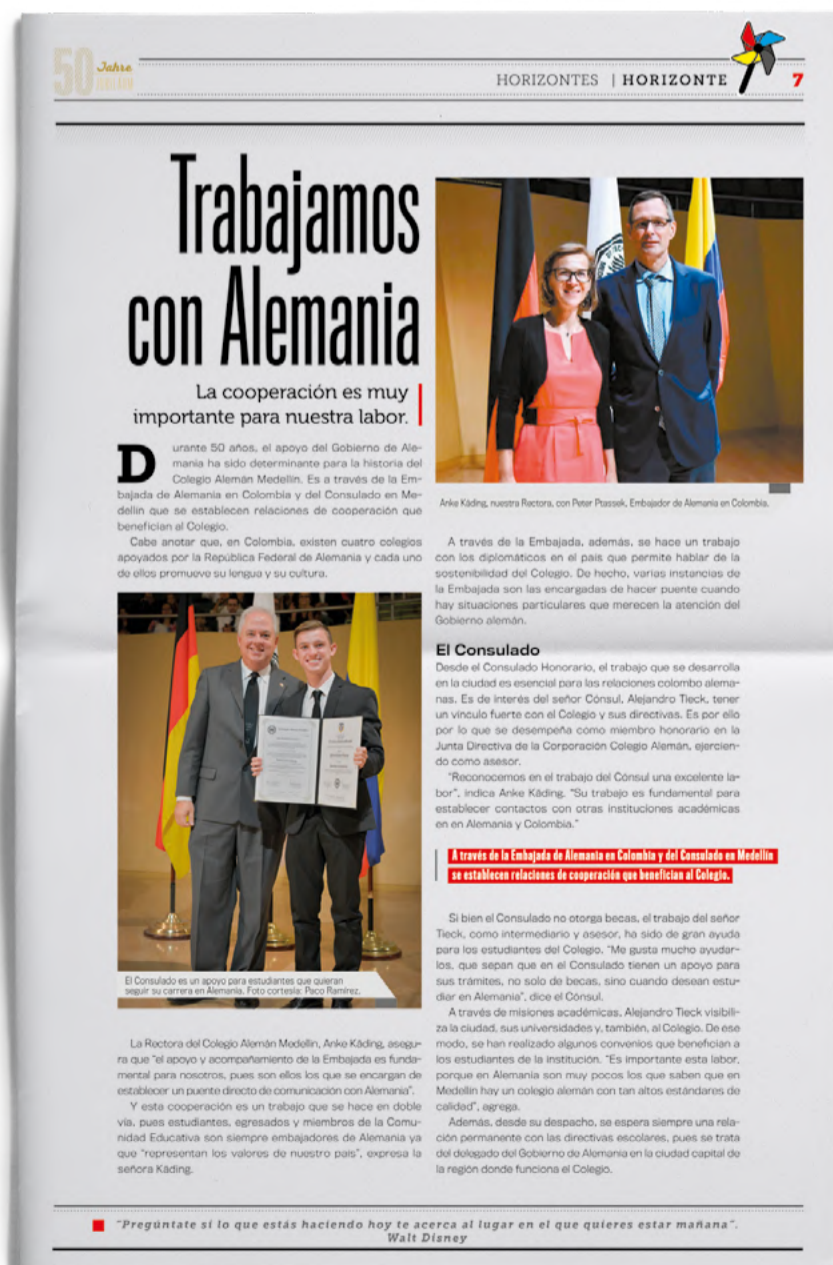 50 Jahre
HORIZONTES | HORIZONTE
7
Trabajamos
con Alemania
La cooperación es muy
importante para nuestra labor.
Durante 50 años, el apoyo del Gobierno de Ale-
mania ha sido determinante para la historia del
Colegio Alemán Medellín. Es a través de la Em-
bajada de Alemania en Colombia y del Consulado en Me-
dellín que se establecen relaciones de cooperación que
benefician al Colegio.
Cabe anotar que, en Colombia, existen cuatro colegios
apoyados por la República Federal de Alemania y cada uno
de ellos promueve su lengua y su cultura.
El Consulado es un apoyo para estudiantes que quieran
seguir su carrera en Alemania. Foto cortesía: Paco Ramírez.
La Rectora del Colegio Alemán Medellín, Anke Käding, asegu-
ra que "el apoyo y acompañamiento de la Embajada es funda-
mental para nosotros, pues son ellos los que se encargan de
establecer un puente directo de comunicación con Alemania".
Y esta cooperación es un trabajo que se hace en doble
vía, pues estudiantes, egresados y miembros de la Comu-
nidad Educativa son siempre embajadores de Alemania ya
que "representan los valores de nuestro país", expresa la
señora Käding.
Anke Käding, nuestra Rectora, con Peter Ptassek, Embajador de Alemania en Colombia.
A través de la Embajada, además, se hace un trabajo
con los diplomáticos en el país que permite hablar de la
sostenibilidad del Colegio. De hecho, varias instancias de
la Embajada son las encargadas de hacer puente cuando
hay situaciones particulares que merecen la atención del
Gobierno alemán.
El Consulado
Desde el Consulado Honorario, el trabajo que se desarrolla
en la ciudad es esencial para las relaciones colombo alema-
nas. Es de interés del señor Cónsul, Alejandro Tieck, tener
un vínculo fuerte con el Colegio y sus directivas. Es por ello
por lo que se desempeña como miembro honorario en la
Junta Directiva de la Corporación Colegio Alemán, ejercien-
do como asesor.
"Reconocemos en el trabajo del Cónsul una excelente la-
bor", indica Anke Käding. "Su trabajo es fundamental para
establecer contactos con otras instituciones académicas
en en Alemania y Colombia."
A través de la Embajada de Alemania en Colombia y del Consulado en Medellín
se establecen relaciones de cooperación que benefician al Colegio.
Si bien el Consulado no otorga becas, el trabajo del señor
Tieck, como intermediario y asesor, ha sido de gran ayuda
para los estudiantes del Colegio. "Me gusta mucho ayudar-
los, que sepan que en el Consulado tienen un apoyo para
sus trámites, no solo de becas, sino cuando desean estu-
diar en Alemania", dice el Cónsul.
A través de misiones académicas, Alejandro Tieck visibili-
za la ciudad, sus universidades y, también, al Colegio. De ese
modo, se han realizado algunos convenios que benefician a
los estudiantes de la institución. "Es importante esta labor,
porque en Alemania son muy pocos los que saben que en
Medellín hay un colegio alemán con tan altos estándares de
calidad", agrega.
Además, desde su despacho, se espera siempre una rela-
ción permanente con las directivas escolares, pues se trata
del delegado del Gobierno de Alemania en la ciudad capital de
la región donde funciona el Colegio.
"Pregúntate si lo que estás haciendo hoy te acerca al lugar en el que quieres estar mañana".
Walt Disney